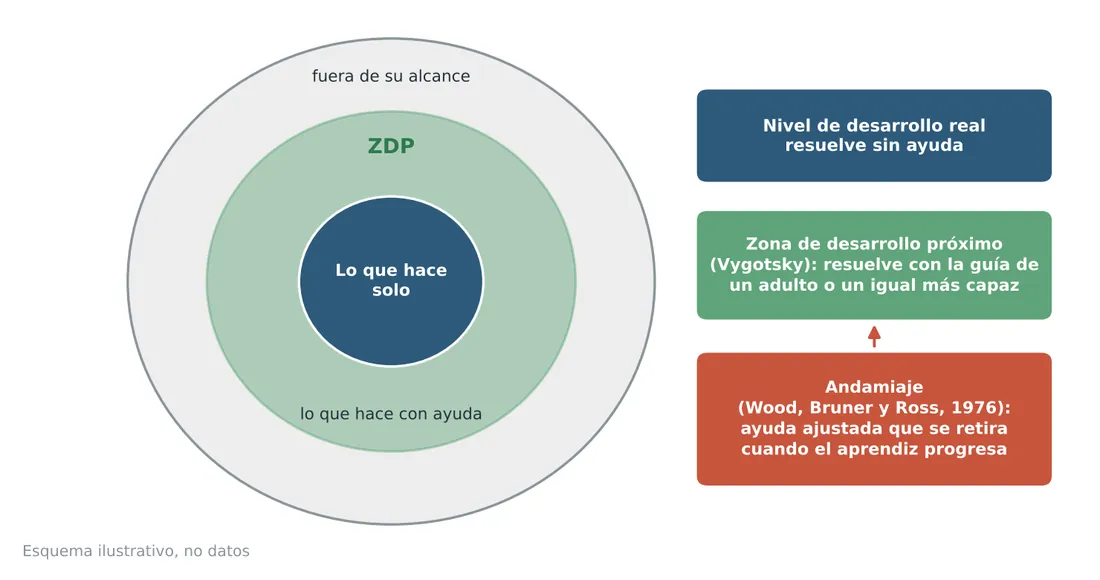 fuera de su alcance
ZDP
Lo que hace
solo
lo que hace con ayuda
Nivel de desarrollo real
resuelve sin ayuda
Zona de desarrollo próximo
(Vygotsky): resuelve con la guía de
un adulto o un igual más capaz
Andamiaje
(Wood, Bruner y Ross, 1976):
ayuda ajustada que se retira
cuando el aprendiz progresa
Esquema ilustrativo, no datos